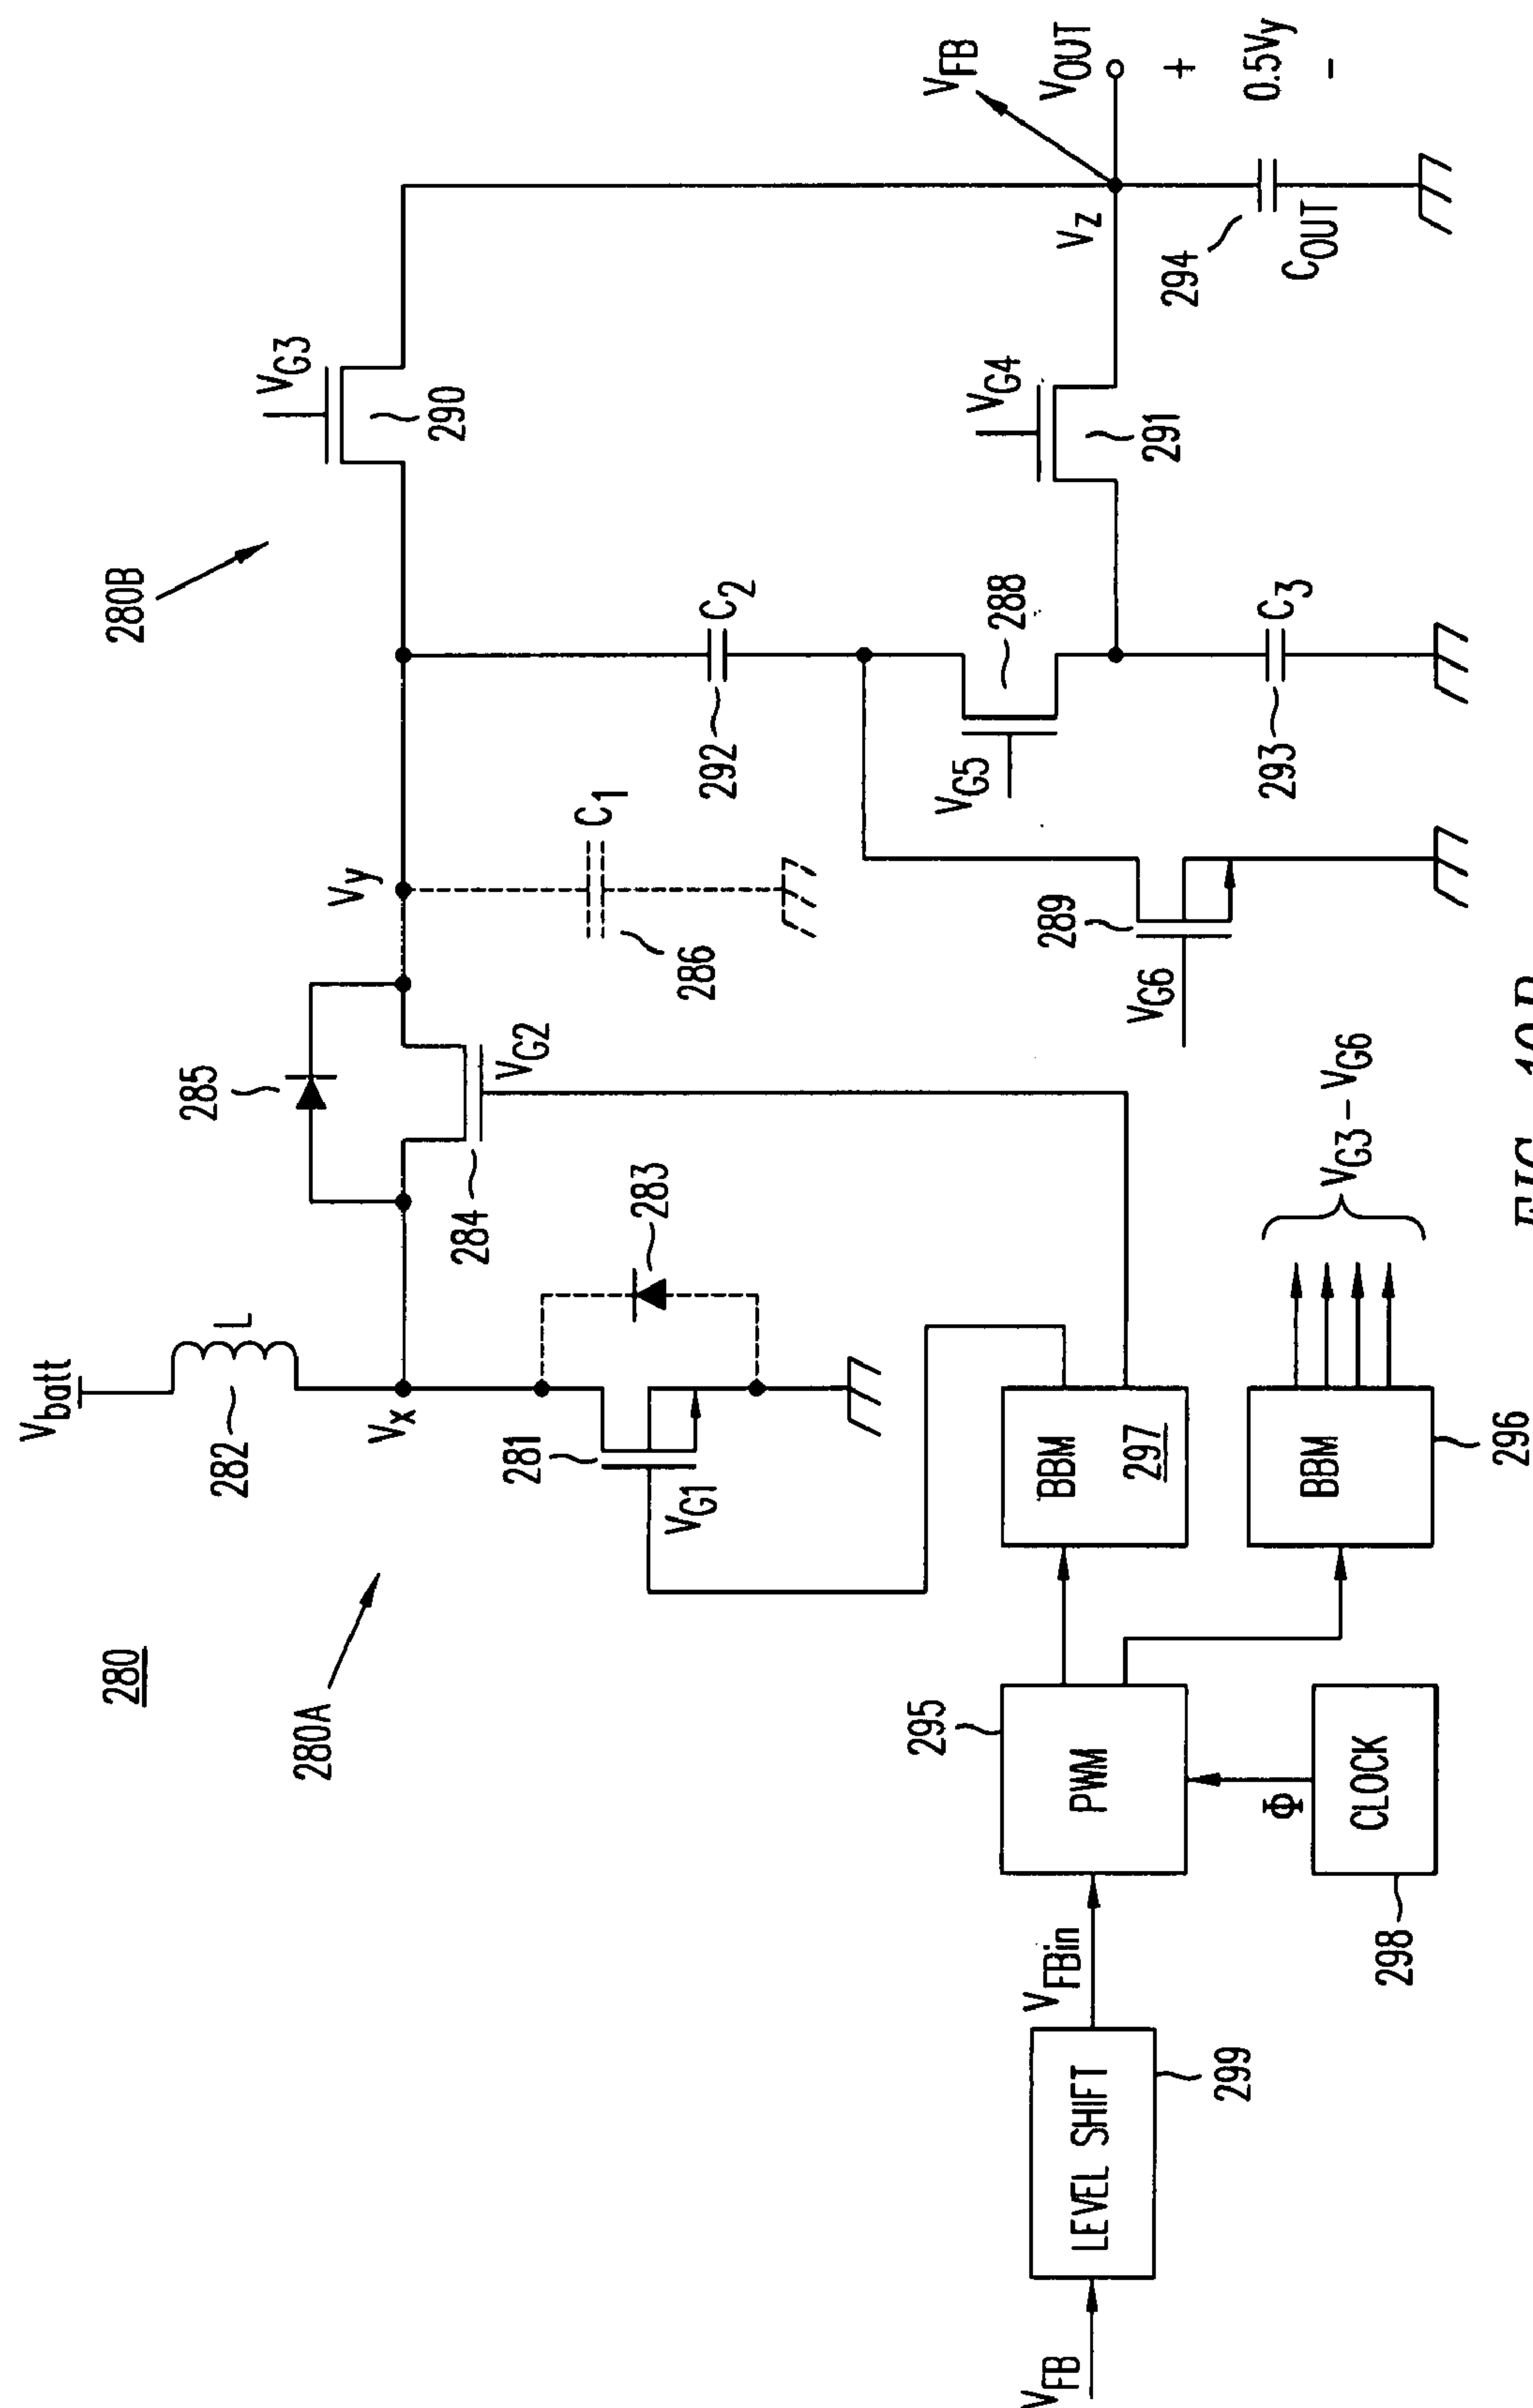 280
280A
280B
Vbatt
L
282
Vx
281
VG1
283
285
284
VG2
Vy
C1
286
C2
292
VG3
290
VG5
288
289
VG6
C3
293
VG4
291
VFB
VOUT
Vz
294
COUT
+
0.5Vy
-
VFB
LEVEL SHIFT
299
VFBin
295
PWM
Φ
CLOCK
298
BBM
297
BBM
296
VG3-VG6